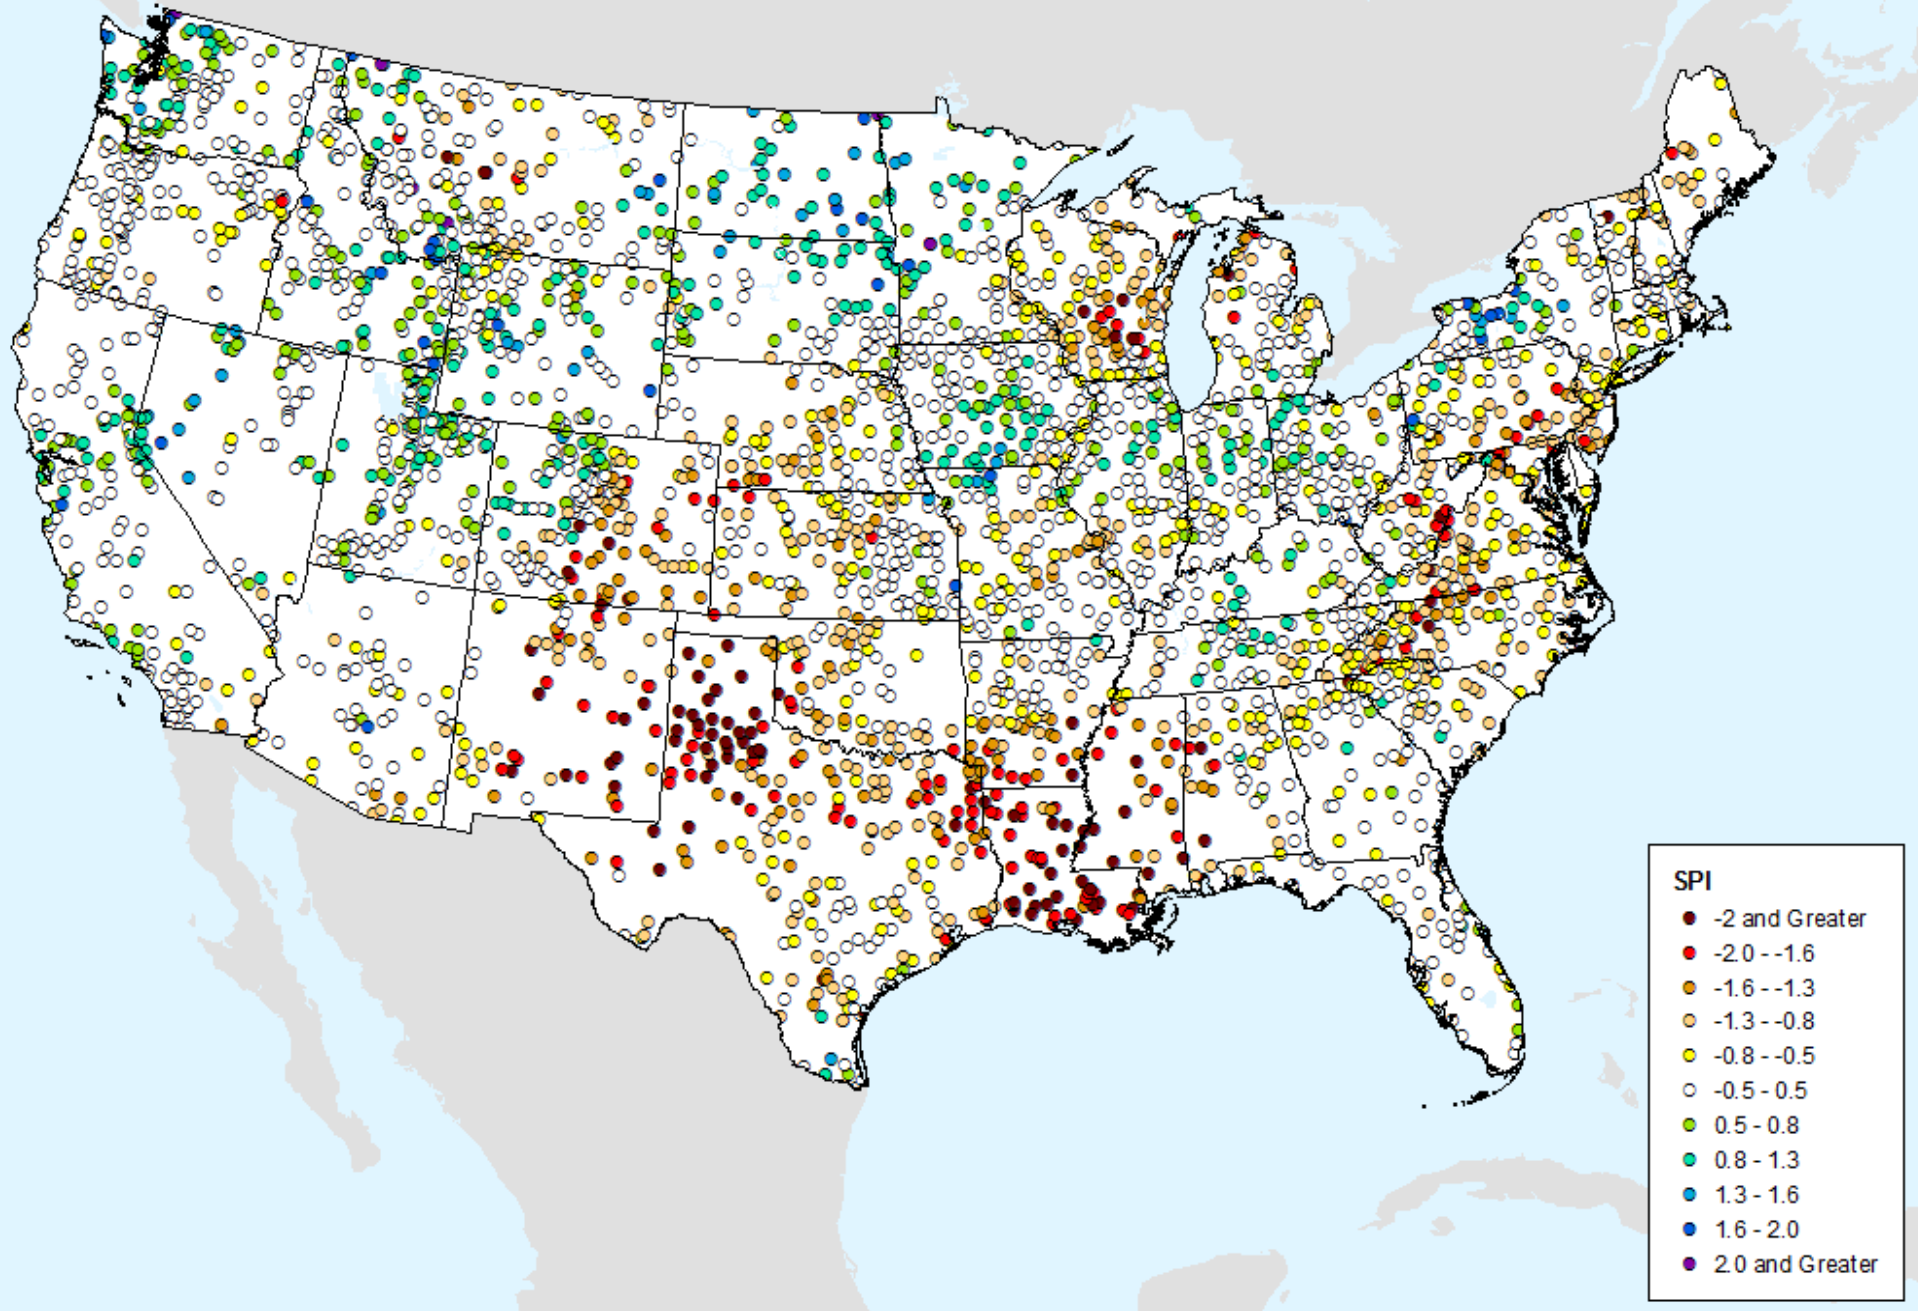 SPI
-2 and Greater
-2.0 - -1.6
-1.6 - -1.3
-1.3 - -0.8
-0.8 - -0.5
-0.5 - 0.5
0.5 - 0.8
0.8 - 1.3
1.3 - 1.6
1.6 - 2.0
2.0 and Greater